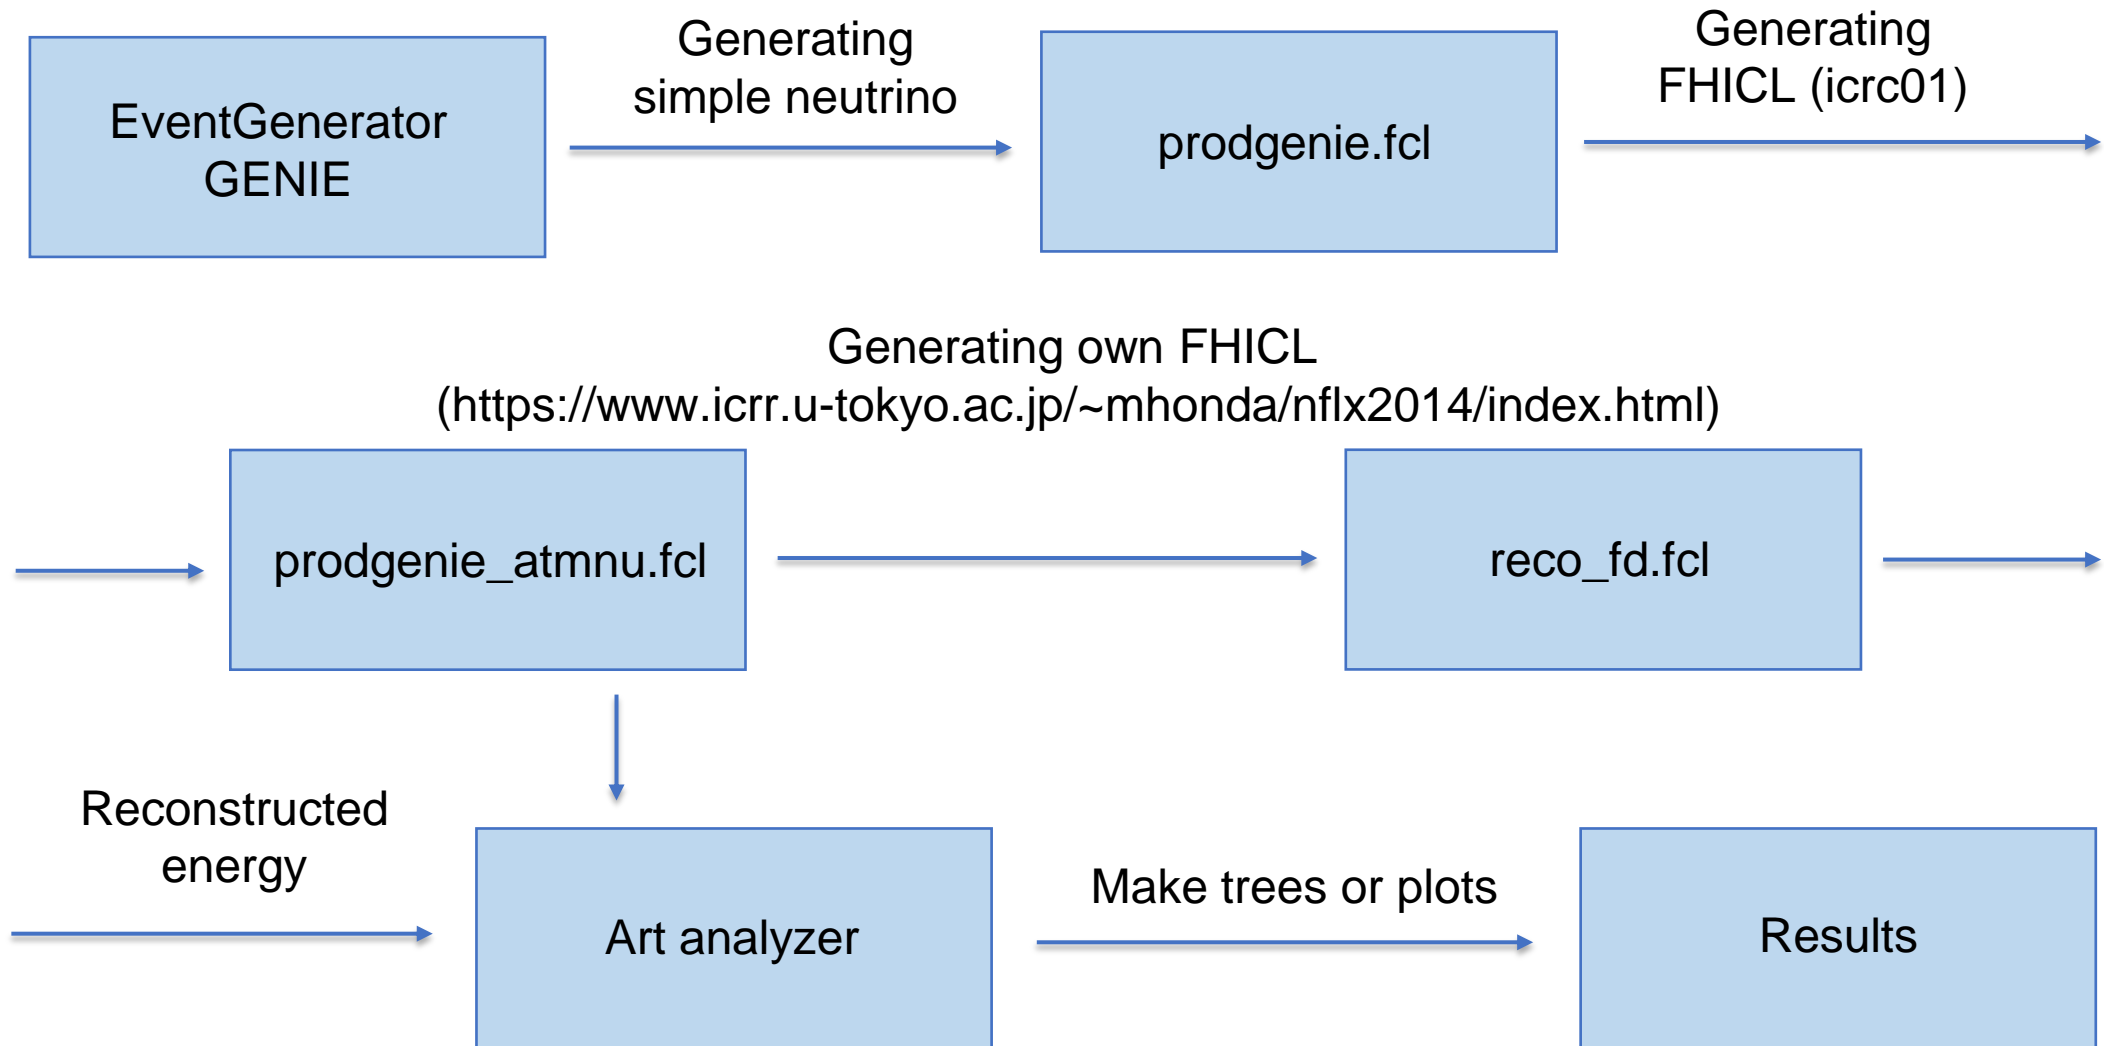 EventGenerator
GENIE
Generating
simple neutrino
prodgenie.fcl
Generating
FHICL (icrc01)
Generating own FHICL
(https://www.icrr.u-tokyo.ac.jp/~mhonda/nflx2014/index.html)
prodgenie_atmnu.fcl
reco_fd.fcl
Reconstructed
energy
Art analyzer
Make trees or plots
Results